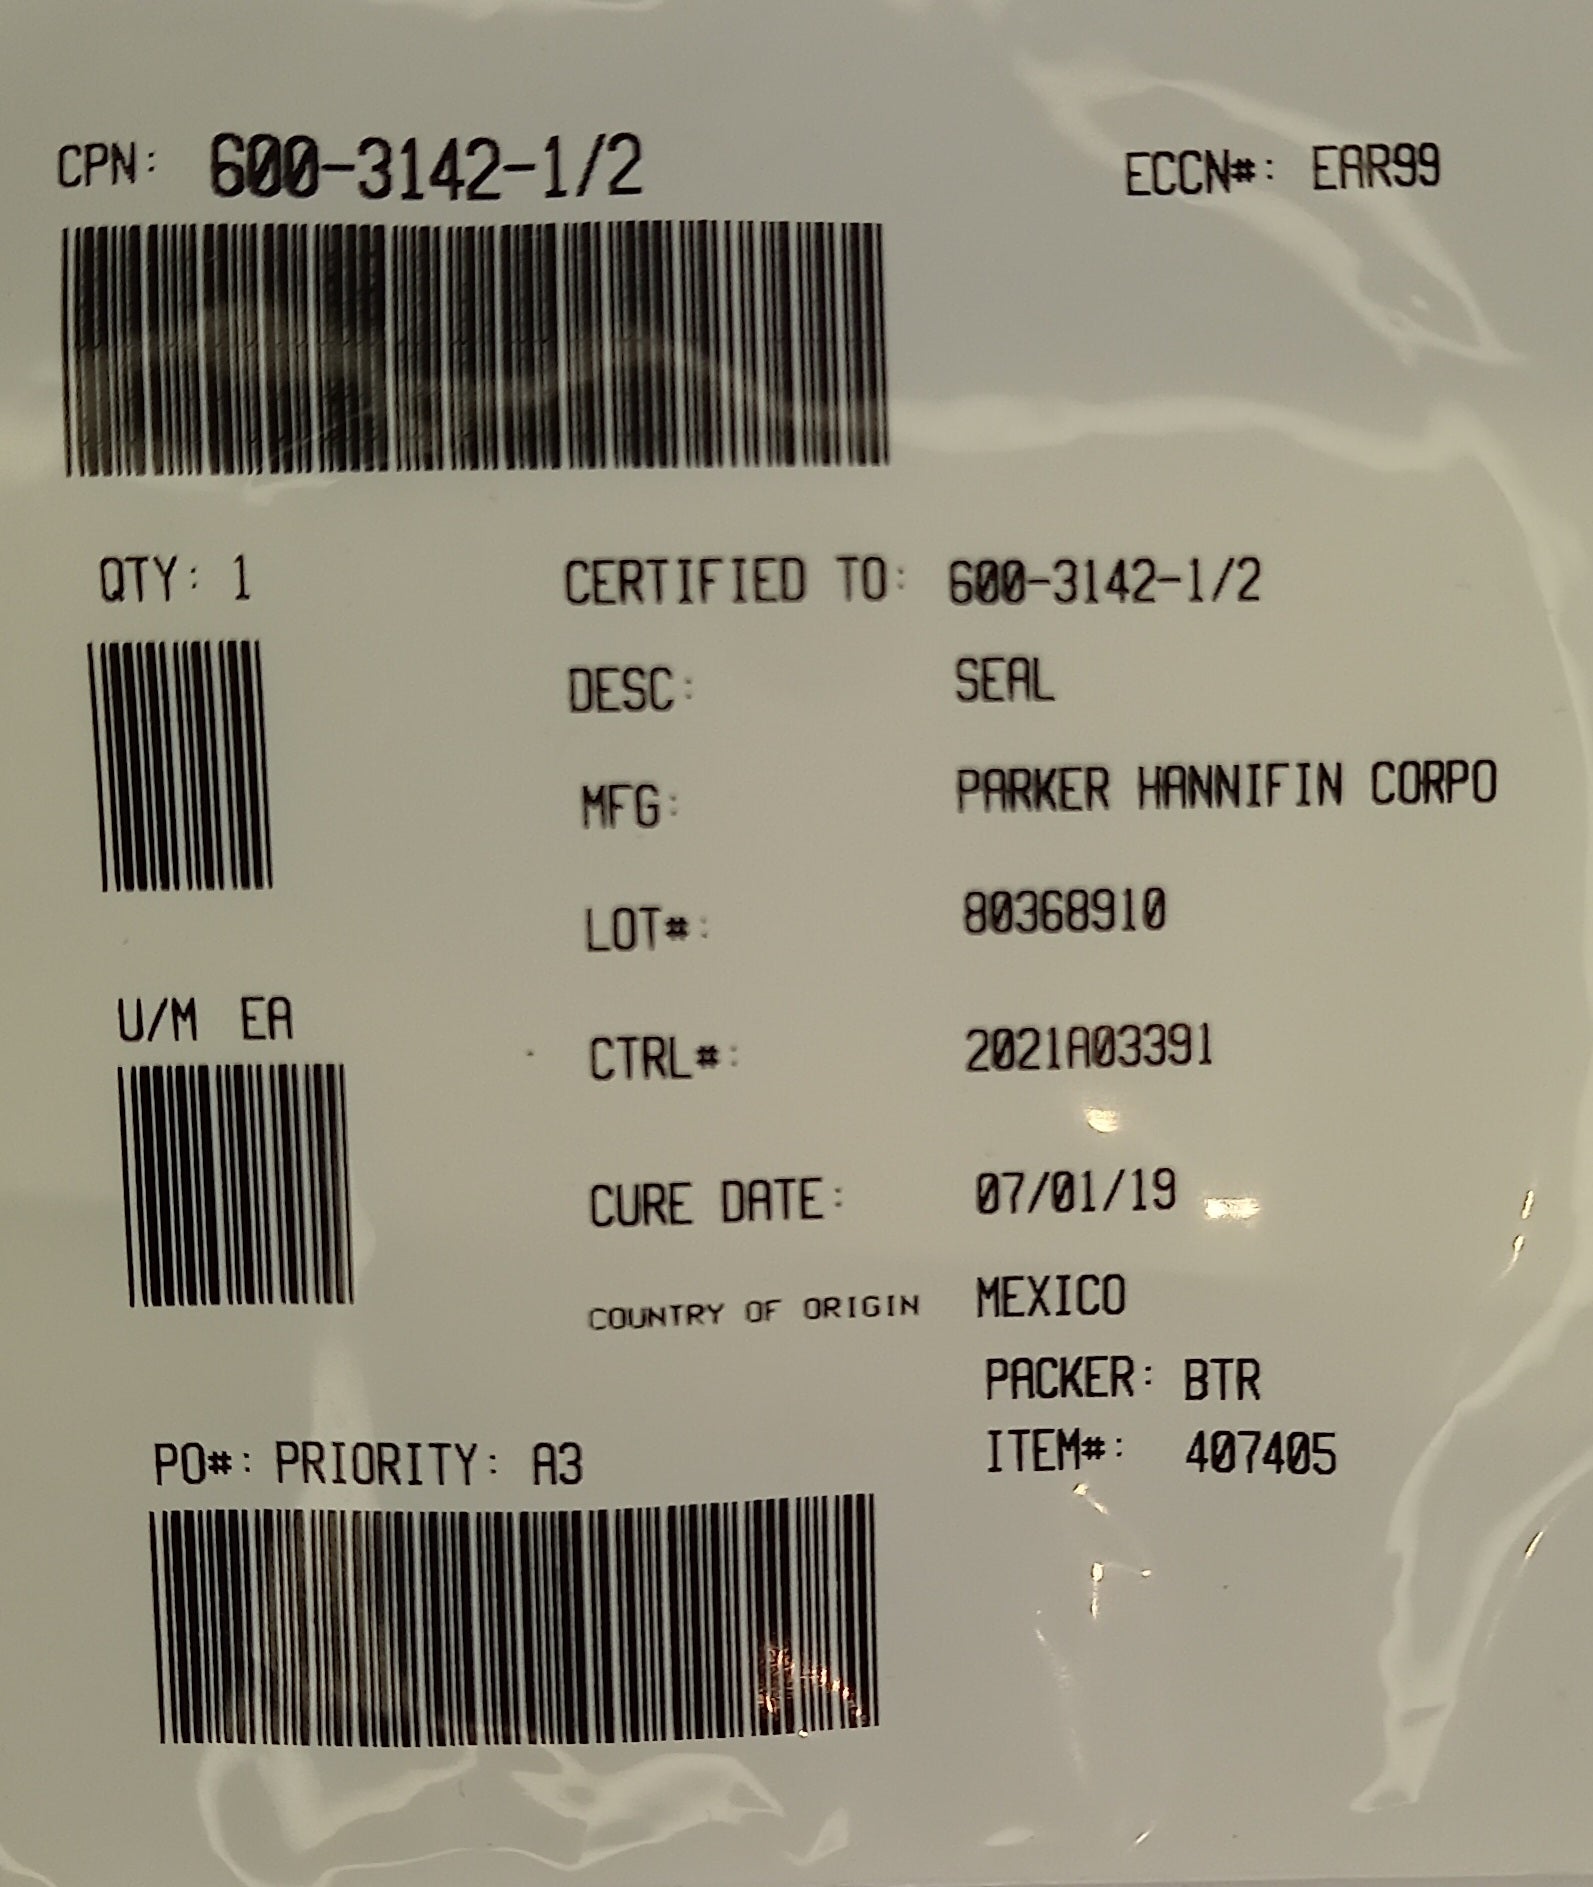 CPN: 600-3142-1/2
ECCN#: EAR99
QTY: 1
CERTIFIED TO: 600-3142-1/2
DESC: SEAL
MFG: PARKER HANNIFIN CORPO
LOT#: 80368910
U/M EA
CTRL#: 2021A03391
CURE DATE: 07/01/19
COUNTRY OF ORIGIN MEXICO
PACKER: BTR
PO#: PRIORITY: A3
ITEM#: 407405